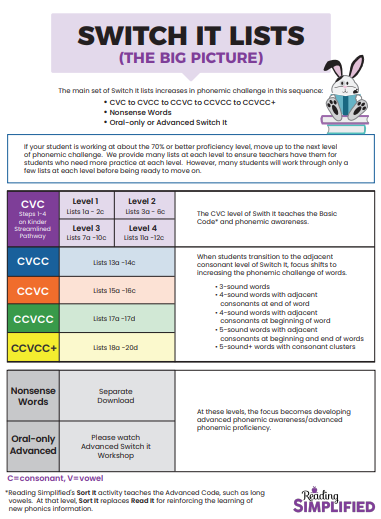 SWITCH IT LISTS
(THE BIG PICTURE)
The main set of Switch It lists increases in phonemic challenge in this sequence:
• CVC to CVCC to CCVC to CCVCC to CCVCC+
• Nonsense Words
• Oral-only or Advanced Switch It
If your student is working at about the 70% or better proficiency level, move up to the next level
of phonemic challenge. We provide many lists at each level to ensure teachers have them for
students who need more practice at each level. However, many students will work through only a
few lists at each level before being ready to move on.
CVC
Steps 1-4
on Kinder
Streamlined
Pathway
Level 1
Lists 1a - 2c
Level 2
Lists 3a - 6c
Level 3
Lists 7a -10c
Level 4
Lists 11a -12c
The CVC level of Swith It teaches the Basic
Code* and phonemic awareness.
CVCC
Lists 13a -14c
CCVC
Lists 15a -16c
CCVCC
Lists 17a -17d
CCVCC+
Lists 18a -20d
When students transition to the adjacent
consonant level of Switch It, focus shifts to
increasing the phonemic challenge of words.
• 3-sound words
• 4-sound words with adjacent
consonants at end of word
• 4-sound words with adjacent
consonants at beginning of word
• 5-sound words with adjacent
consonants at beginning and end of words
• 5-sound+ words with consonant clusters
Nonsense
Words
Separate
Download
Oral-only
Advanced
Please watch
Advanced Switch it
Workshop
At these levels, the focus becomes developing
advanced phonemic awareness/advanced
phonemic proficiency.
C=consonant, V=vowel
*Reading Simplified's Sort It activity teaches the Advanced Code, such as long
vowels. At that level, Sort It replaces Read It for reinforcing the learning of
new phonics information.
Reading
SIMPLIFIED